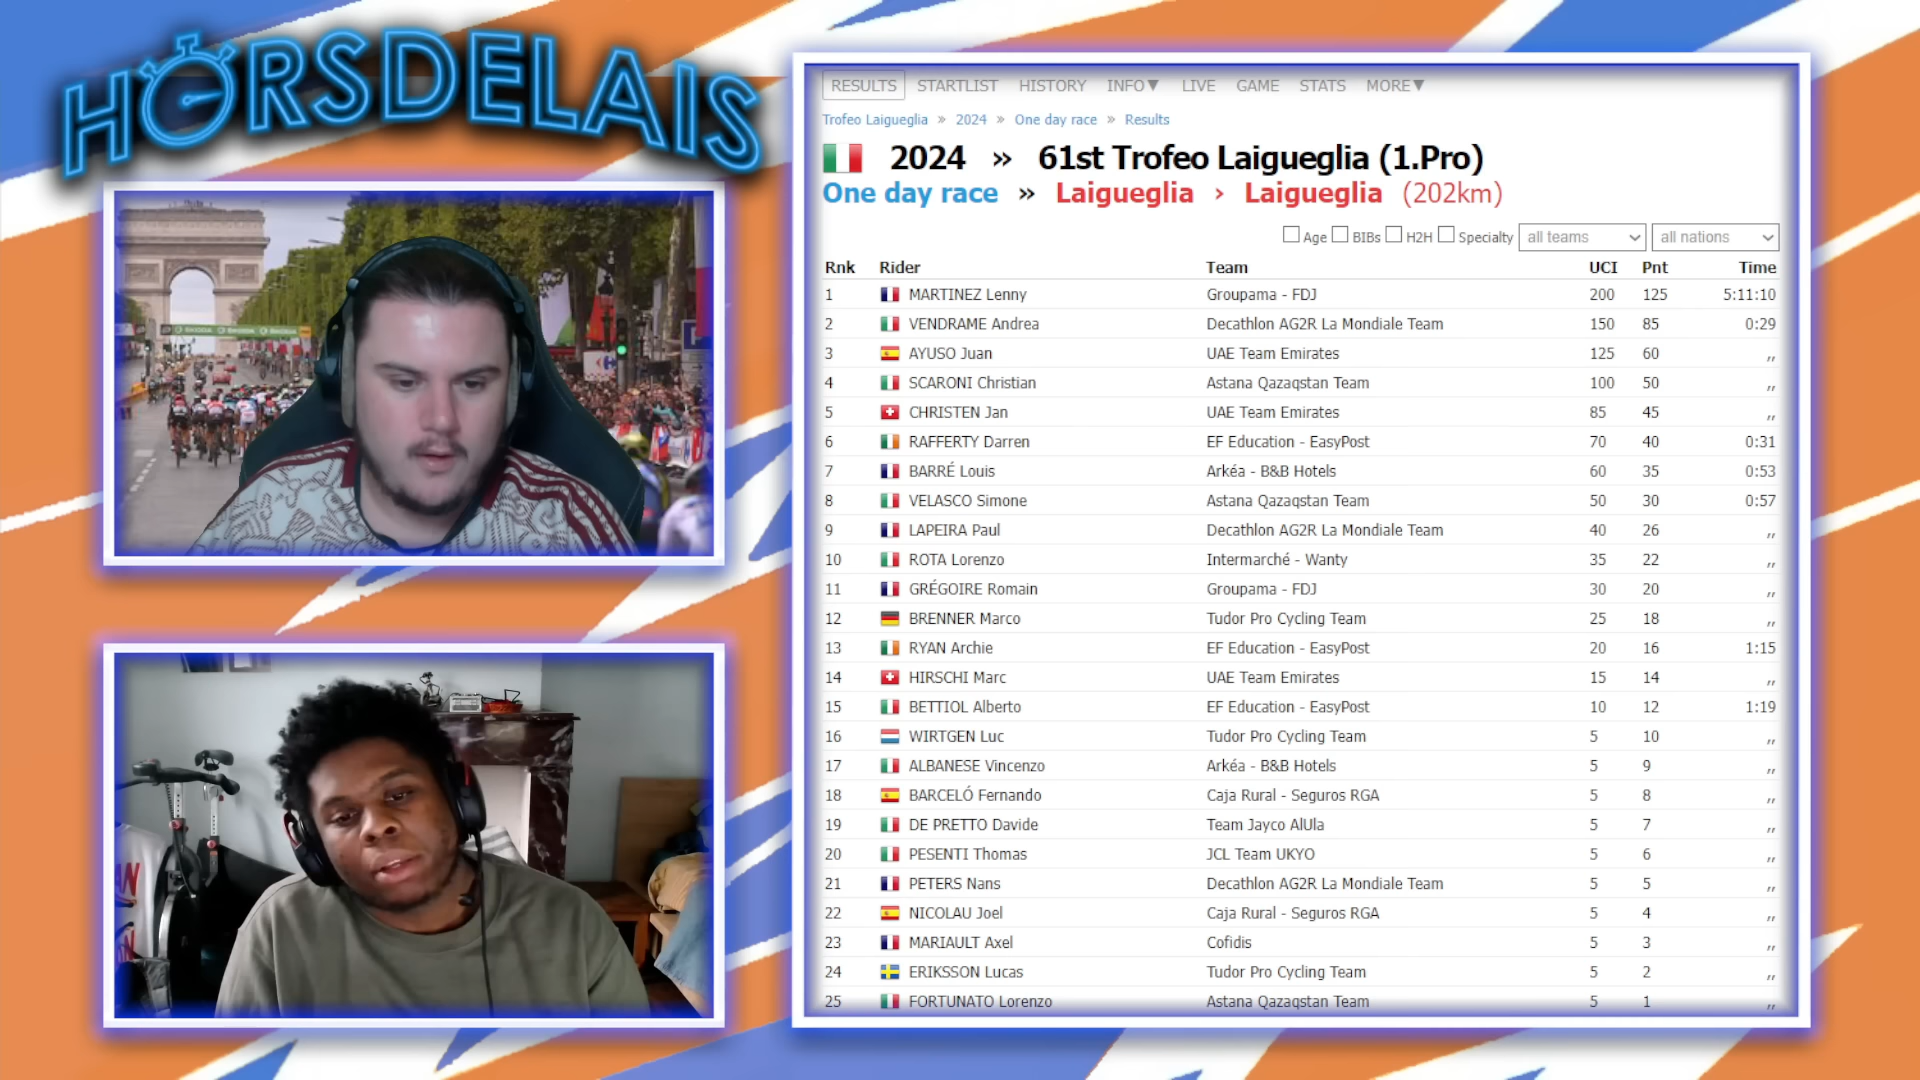 HORSDELAIS
RESULTS STARTLIST HISTORY INFO▼ LIVE GAME STATS MORE▼
Trofeo Laigueglia » 2024 » One day race » Results
2024 » 61st Trofeo Laigueglia (1.Pro)
One day race » Laigueglia › Laigueglia (202km)
Age BIBs H2H Specialty all teams all nations
Rnk Rider Team UCI Pnt Time
1 MARTINEZ Lenny Groupama - FDJ 200 125 5:11:10
2 VENDRAME Andrea Decathlon AG2R La Mondiale Team 150 85 0:29
3 AYUSO Juan UAE Team Emirates 125 60 ,,
4 SCARONI Christian Astana Qazaqstan Team 100 50 ,,
5 CHRISTEN Jan UAE Team Emirates 85 45 ,,
6 RAFFERTY Darren EF Education - EasyPost 70 40 0:31
7 BARRÉ Louis Arkéa - B&B Hotels 60 35 0:53
8 VELASCO Simone Astana Qazaqstan Team 50 30 0:57
9 LAPEIRA Paul Decathlon AG2R La Mondiale Team 40 26 ,,
10 ROTA Lorenzo Intermarché - Wanty 35 22 ,,
11 GRÉGOIRE Romain Groupama - FDJ 30 20 ,,
12 BRENNER Marco Tudor Pro Cycling Team 25 18 ,,
13 RYAN Archie EF Education - EasyPost 20 16 1:15
14 HIRSCHI Marc UAE Team Emirates 15 14 ,,
15 BETTIOL Alberto EF Education - EasyPost 10 12 1:19
16 WIRTGEN Luc Tudor Pro Cycling Team 5 10 ,,
17 ALBANESE Vincenzo Arkéa - B&B Hotels 5 9 ,,
18 BARCELÓ Fernando Caja Rural - Seguros RGA 5 8 ,,
19 DE PRETTO Davide Team Jayco AlUla 5 7 ,,
20 PESENTI Thomas JCL Team UKYO 5 6 ,,
21 PETERS Nans Decathlon AG2R La Mondiale Team 5 5 ,,
22 NICOLAU Joel Caja Rural - Seguros RGA 5 4 ,,
23 MARIAULT Axel Cofidis 5 3 ,,
24 ERIKSSON Lucas Tudor Pro Cycling Team 5 2 ,,
25 FORTUNATO Lorenzo Astana Qazaqstan Team 5 1 ,,